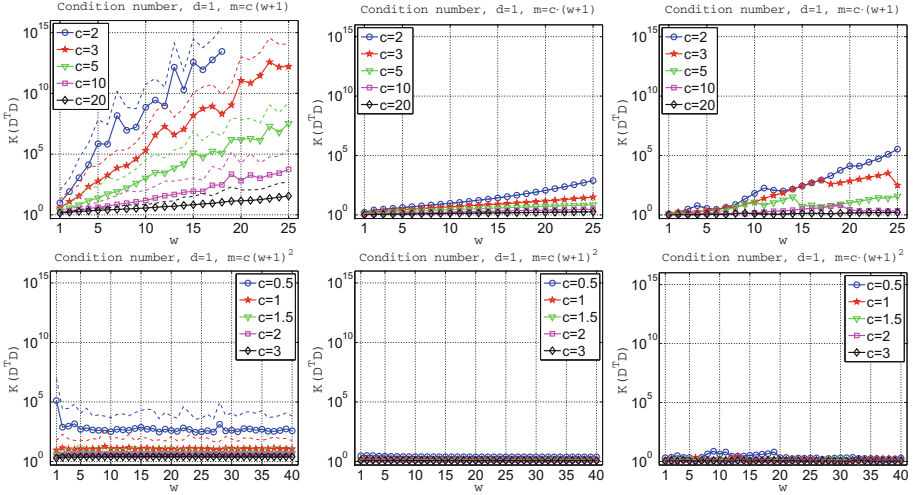 Condition number, d=1, m=c(w+1)
10^15
10^10
10^5
10^0
K(D^T D)
c=2
c=3
c=5
c=10
c=20
1 5 10 15 20 25
w
Condition number, d=1, m=c·(w+1)
10^15
10^10
10^5
10^0
K(D^T D)
c=2
c=3
c=5
c=10
c=20
1 5 10 15 20 25
w
Condition number, d=1, m=c·(w+1)
10^15
10^10
10^5
10^0
K(D^T D)
c=2
c=3
c=5
c=10
c=20
1 5 10 15 20 25
w
Condition number, d=1, m=c(w+1)^2
10^15
10^10
10^5
10^0
K(D^T D)
c=0.5
c=1
c=1.5
c=2
c=3
1 5 10 15 20 25 30 35 40
w
Condition number, d=1, m=c(w+1)^2
10^15
10^10
10^5
10^0
K(D^T D)
c=0.5
c=1
c=1.5
c=2
c=3
1 5 10 15 20 25 30 35 40
w
Condition number, d=1, m=c·(w+1)^2
10^15
10^10
10^5
10^0
K(D^T D)
c=0.5
c=1
c=1.5
c=2
c=3
1 5 10 15 20 25 30 35 40
w